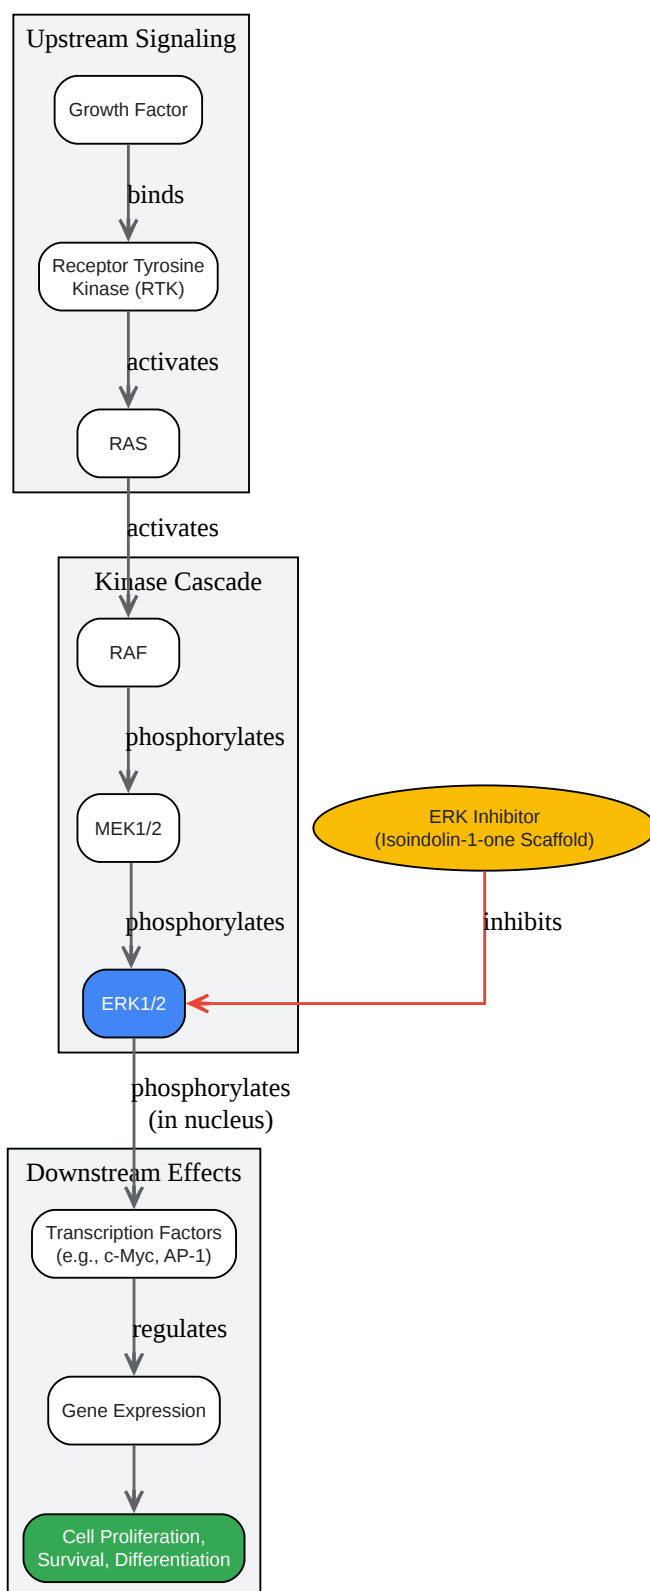 Upstream Signaling
Growth Factor
binds
Receptor Tyrosine
Kinase (RTK)
activates
RAS
activates
Kinase Cascade
RAF
phosphorylates
MEK1/2
ERK Inhibitor
(Isoindolin-1-one Scaffold)
phosphorylates
inhibits
ERK1/2
phosphorylates
(in nucleus)
Downstream Effects
Transcription Factors
(e.g., c-Myc, AP-1)
regulates
Gene Expression
Cell Proliferation,
Survival, Differentiation